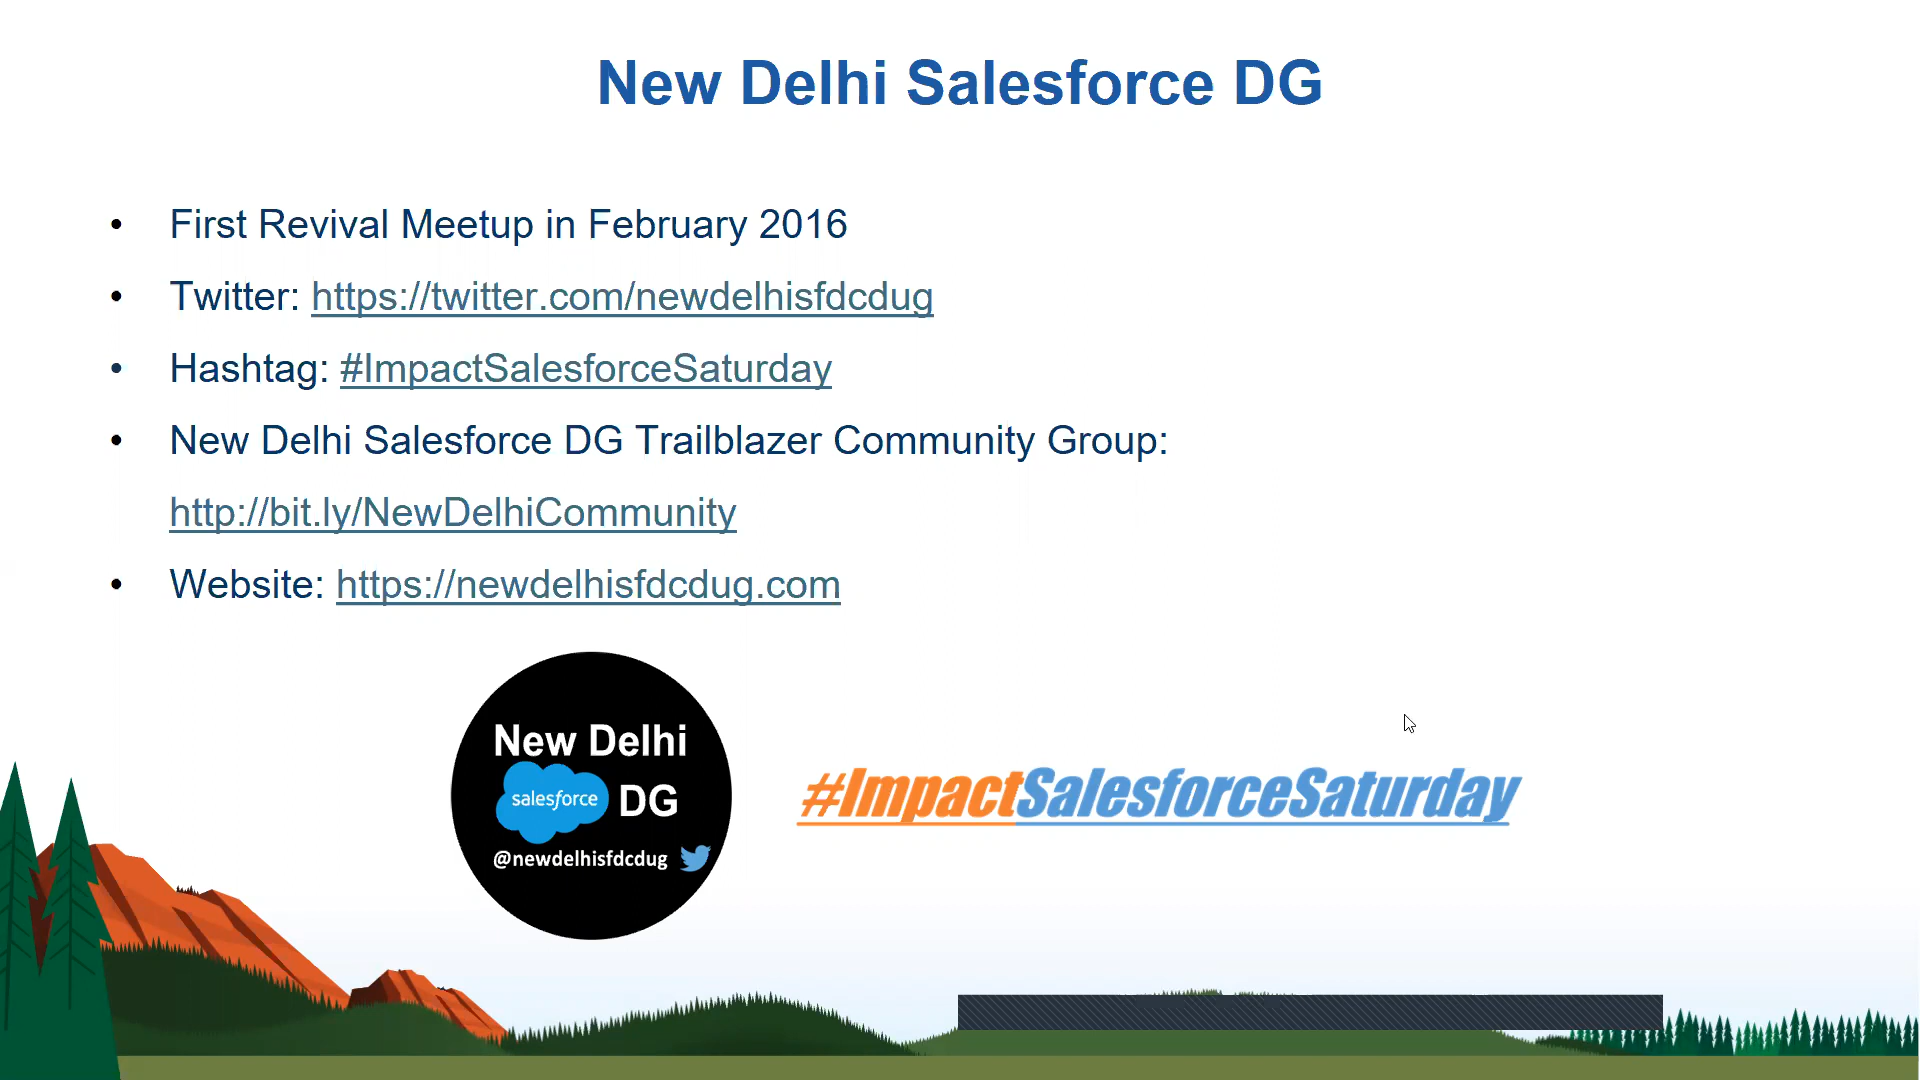 New Delhi Salesforce DG
• First Revival Meetup in February 2016
• Twitter: https://twitter.com/newdelhisfdcdug
• Hashtag: #ImpactSalesforceSaturday
• New Delhi Salesforce DG Trailblazer Community Group:
http://bit.ly/NewDelhiCommunity
• Website: https://newdelhisfdcdug.com
New Delhi
salesforce DG
@newdelhisfdcdug
#ImpactSalesforceSaturday